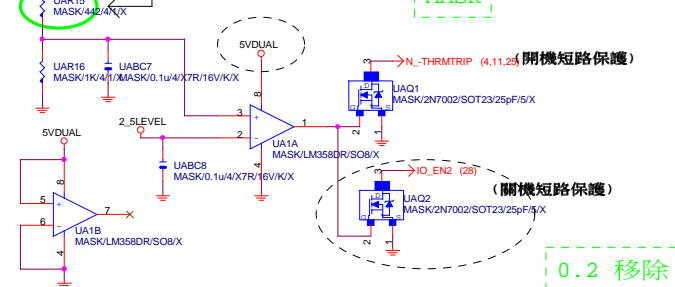 UAR15
MASK/442/4/1/X
UAR16
MASK/1K/4/1/X
UABC7
MASK/0.1u/4/X7R/16V/K/X
5VDUAL
8
3
+
2
-
1
4
UA1A
MASK/LM358DR/SO8/X
2_5LEVEL
UABC8
MASK/0.1u/4/X7R/16V/K/X
3
N_-THRMTRIP (4,11,25)
(開機短路保護)
D
G
S
UAQ1
MASK/2N7002/SOT23/25pF/5/X
2
1
3
IO_EN2 (28)
(關機短路保護)
D
G
S
UAQ2
MASK/2N7002/SOT23/25pF/5/X
2
1
5VDUAL
8
5
+
6
-
7
4
UA1B
MASK/LM358DR/SO8/X
0.2 移除